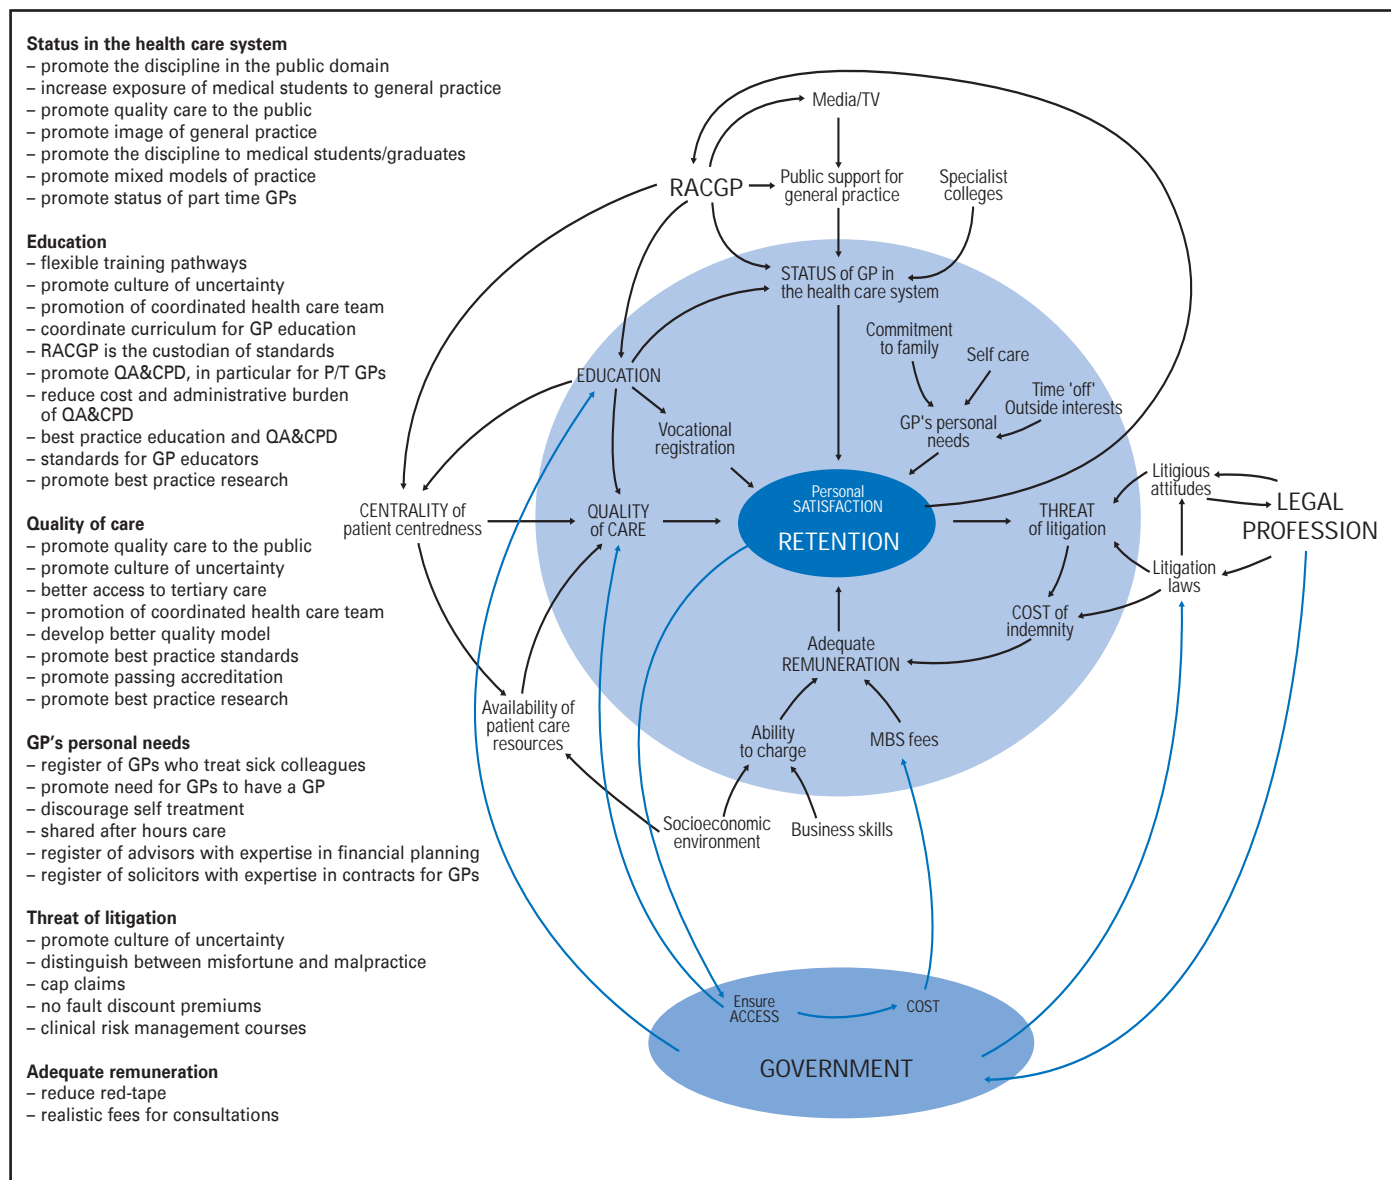 Status in the health care system
– promote the discipline in the public domain
– increase exposure of medical students to general practice
– promote quality care to the public
– promote image of general practice
– promote the discipline to medical students/graduates
– promote mixed models of practice
– promote status of part time GPs
Education
– flexible training pathways
– promote culture of uncertainty
– promotion of coordinated health care team
– coordinate curriculum for GP education
– RACGP is the custodian of standards
– promote QA&CPD, in particular for P/T GPs
– reduce cost and administrative burden
of QA&CPD
– best practice education and QA&CPD
– standards for GP educators
– promote best practice research
Quality of care
– promote quality care to the public
– promote culture of uncertainty
– better access to tertiary care
– promotion of coordinated health care team
– develop better quality model
– promote best practice standards
– promote passing accreditation
– promote best practice research
GP's personal needs
– register of GPs who treat sick colleagues
– promote need for GPs to have a GP
– discourage self treatment
– shared after hours care
– register of advisors with expertise in financial planning
– register of solicitors with expertise in contracts for GPs
Threat of litigation
– promote culture of uncertainty
– distinguish between misfortune and malpractice
– cap claims
– no fault discount premiums
– clinical risk management courses
Adequate remuneration
– reduce red-tape
– realistic fees for consultations
Media/TV
RACGP
Public support for
general practice
Specialist
colleges
STATUS of GP in
the health care system
Commitment
to family
Self care
Time 'off'
Outside interests
GP's personal
needs
EDUCATION
Vocational
registration
CENTRALITY of
patient centredness
QUALITY
of CARE
Personal
SATISFACTION
RETENTION
THREAT
of litigation
Litigious
attitudes
LEGAL
PROFESSION
Litigation
laws
COST of
indemnity
Adequate
REMUNERATION
Availability of
patient care
resources
Ability
to charge
MBS fees
Socioeconomic
environment
Business skills
Ensure
ACCESS
COST
GOVERNMENT